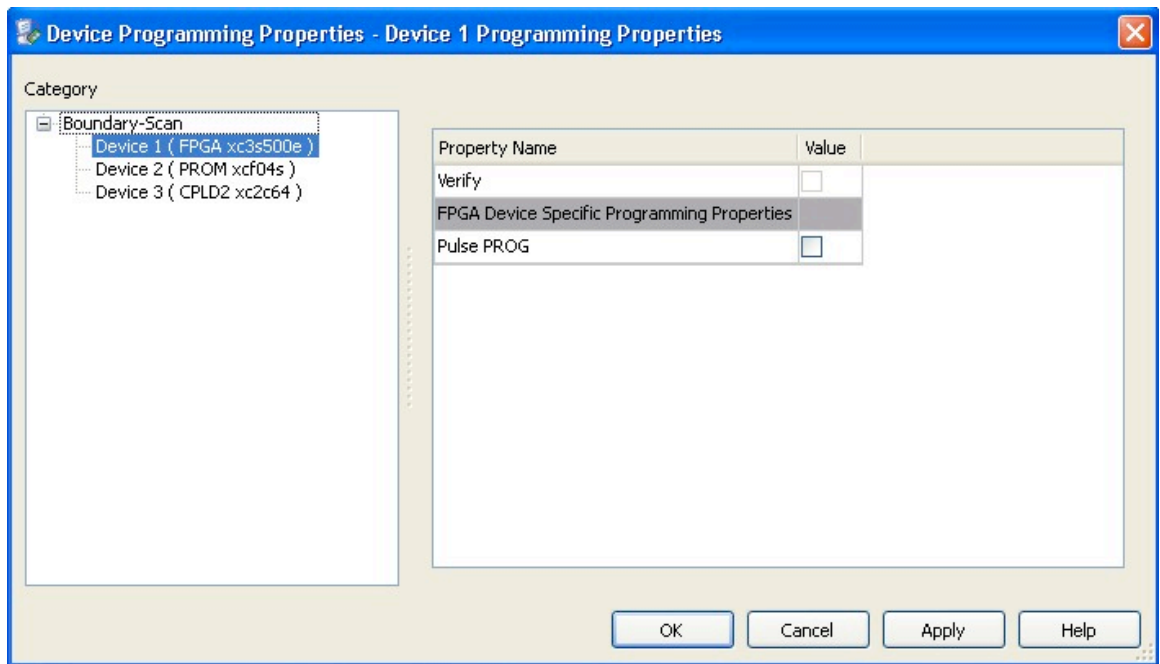 Device Programming Properties - Device 1 Programming Properties
Category
Boundary-Scan
Device 1 ( FPGA xc3s500e )
Device 2 ( PROM xcf04s )
Device 3 ( CPLD2 xc2c64 )
Property Name Value
Verify
FPGA Device Specific Programming Properties
Pulse PROG
OK Cancel Apply Help